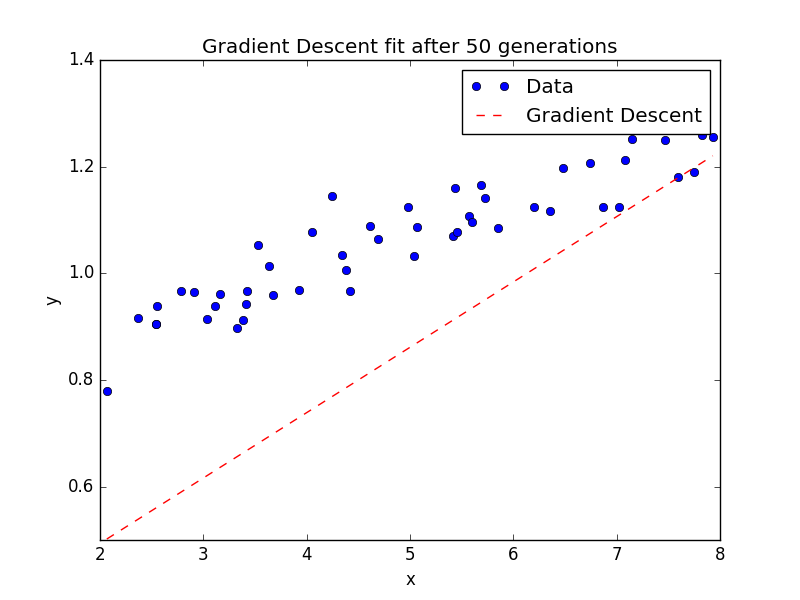 Gradient Descent fit after 50 generations
1.4
Data
Gradient Descent
1.2
1.0
y
0.8
0.6
2 3 4 5 6 7 8
x